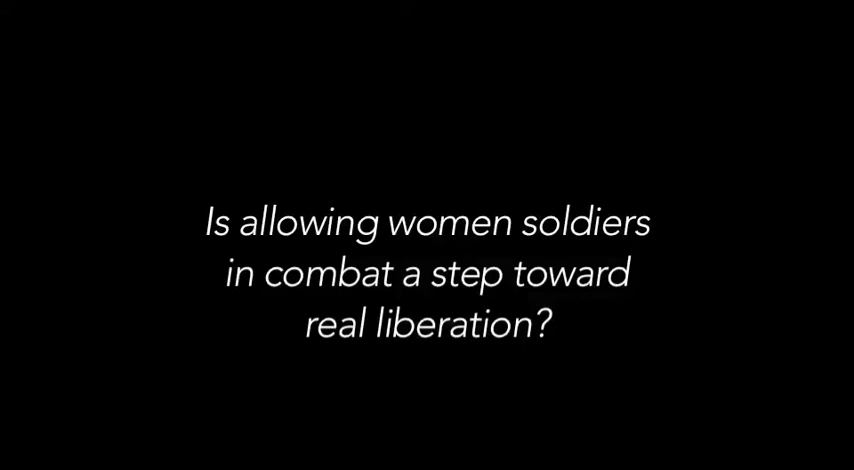 Is allowing women soldiers
in combat a step toward
real liberation?